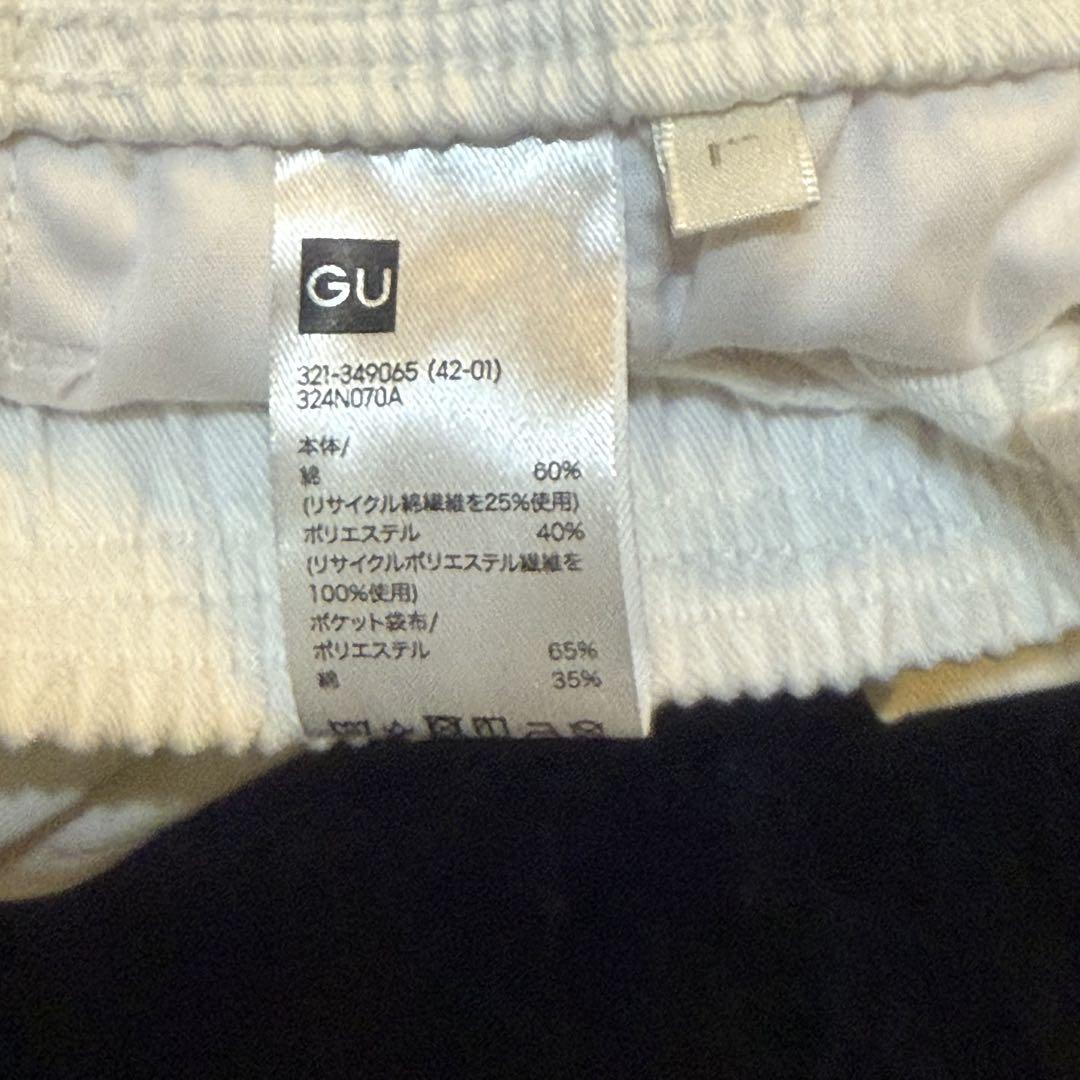 GU
321-349065 (42-01)
324N070A
本体/
綿 60%
(リサイクル綿繊維を25%使用)
ポリエステル 40%
(リサイクルポリエステル繊維を
100%使用)
ポケット袋布/
ポリエステル 65%
綿 35%
L